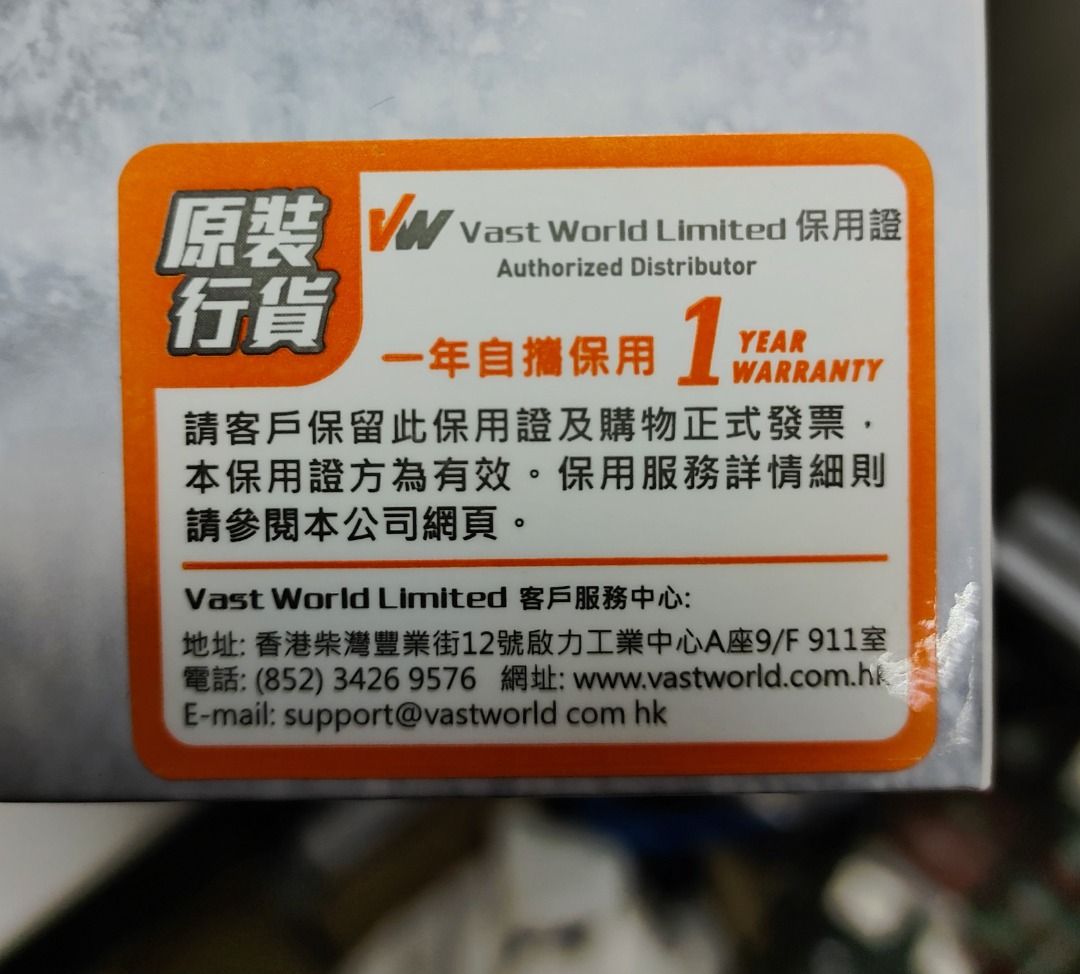 原裝
行貨
VW Vast World Limited 保用證
Authorized Distributor
一年自攜保用 1 YEAR WARRANTY
請客戶保留此保用證及購物正式發票，
本保用證方為有效。保用服務詳情細則
請參閱本公司網頁。
Vast World Limited 客戶服務中心:
地址: 香港柴灣豐業街12號啟力工業中心A座9/F 911室
電話: (852) 3426 9576 網址: www.vastworld.com.hk
E-mail: support@vastworld com hk